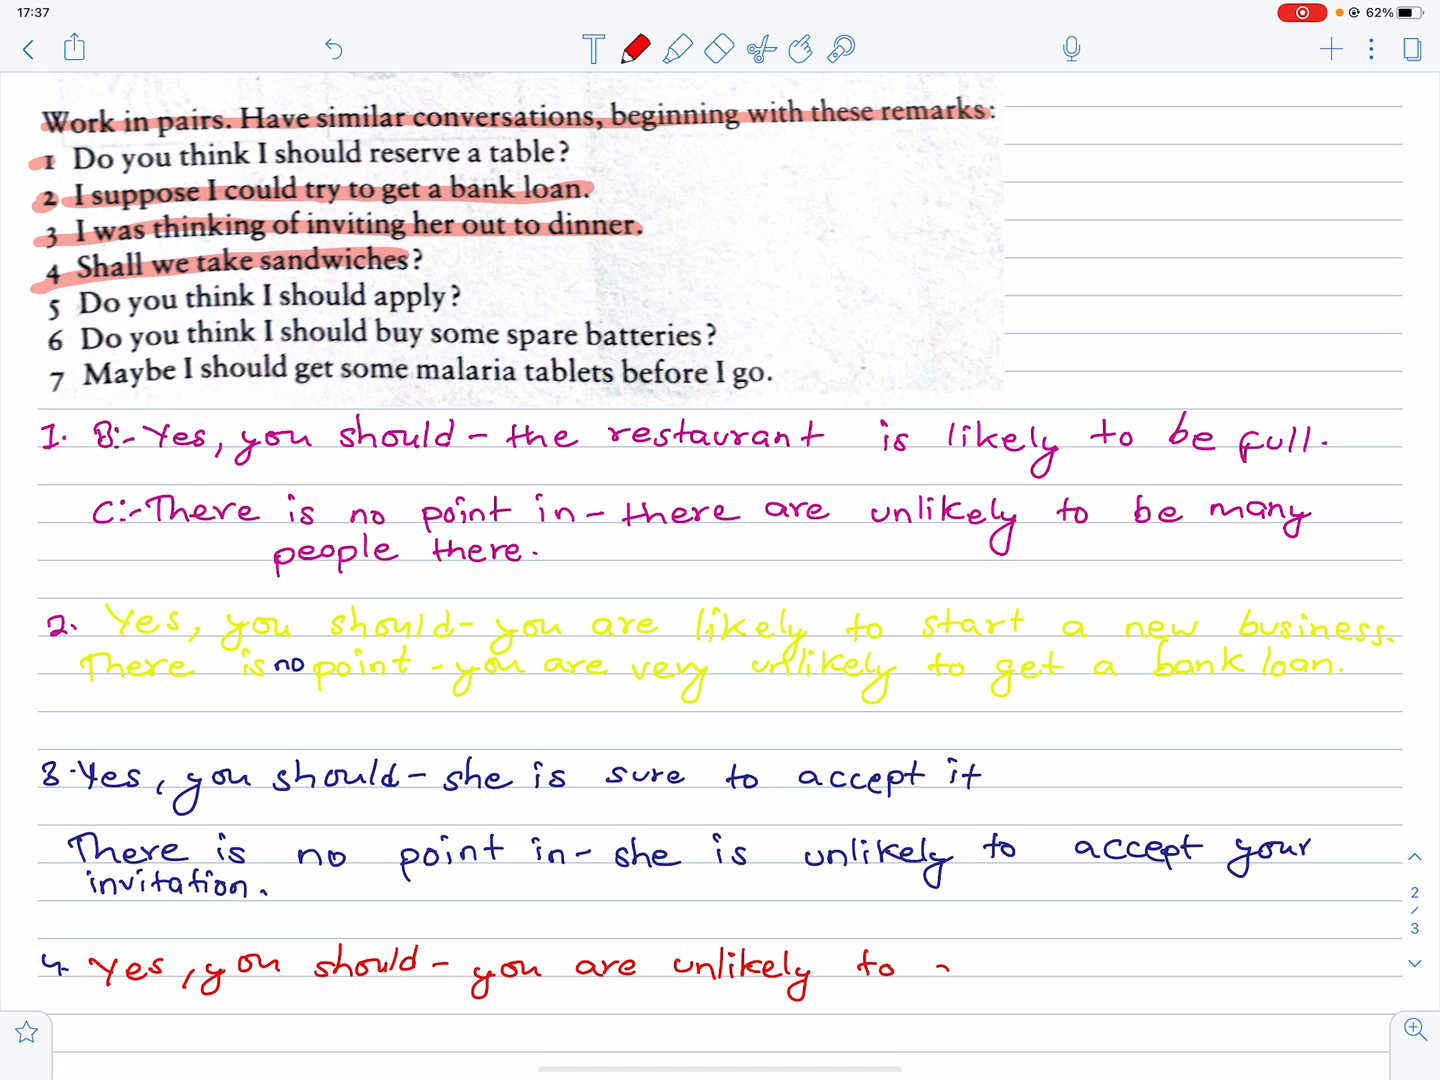 17:37
62%
T
Work in pairs. Have similar conversations, beginning with these remarks:
1 Do you think I should reserve a table?
2 I suppose I could try to get a bank loan.
3 I was thinking of inviting her out to dinner.
4 Shall we take sandwiches?
5 Do you think I should apply?
6 Do you think I should buy some spare batteries?
7 Maybe I should get some malaria tablets before I go.
1. B:- Yes, you should - the restaurant is likely to be full.
C:- There is no point in - there are unlikely to be many
people there.
2. Yes, you should - you are likely to start a new business.
There is no point - you are very unlikely to get a bank loan.
3. Yes, you should - she is sure to accept it
There is no point in - she is unlikely to accept your
invitation.
4. Yes, you should - you are unlikely to
2
/
3